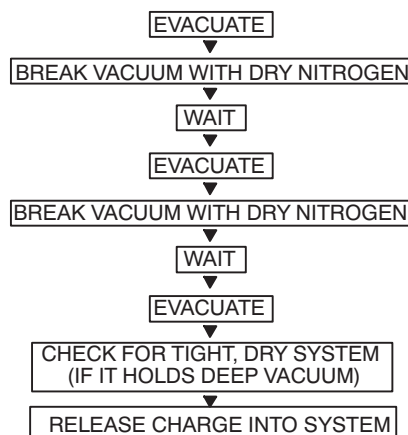 EVACUATE
BREAK VACUUM WITH DRY NITROGEN
WAIT
EVACUATE
BREAK VACUUM WITH DRY NITROGEN
WAIT
EVACUATE
CHECK FOR TIGHT, DRY SYSTEM
(IF IT HOLDS DEEP VACUUM)
RELEASE CHARGE INTO SYSTEM